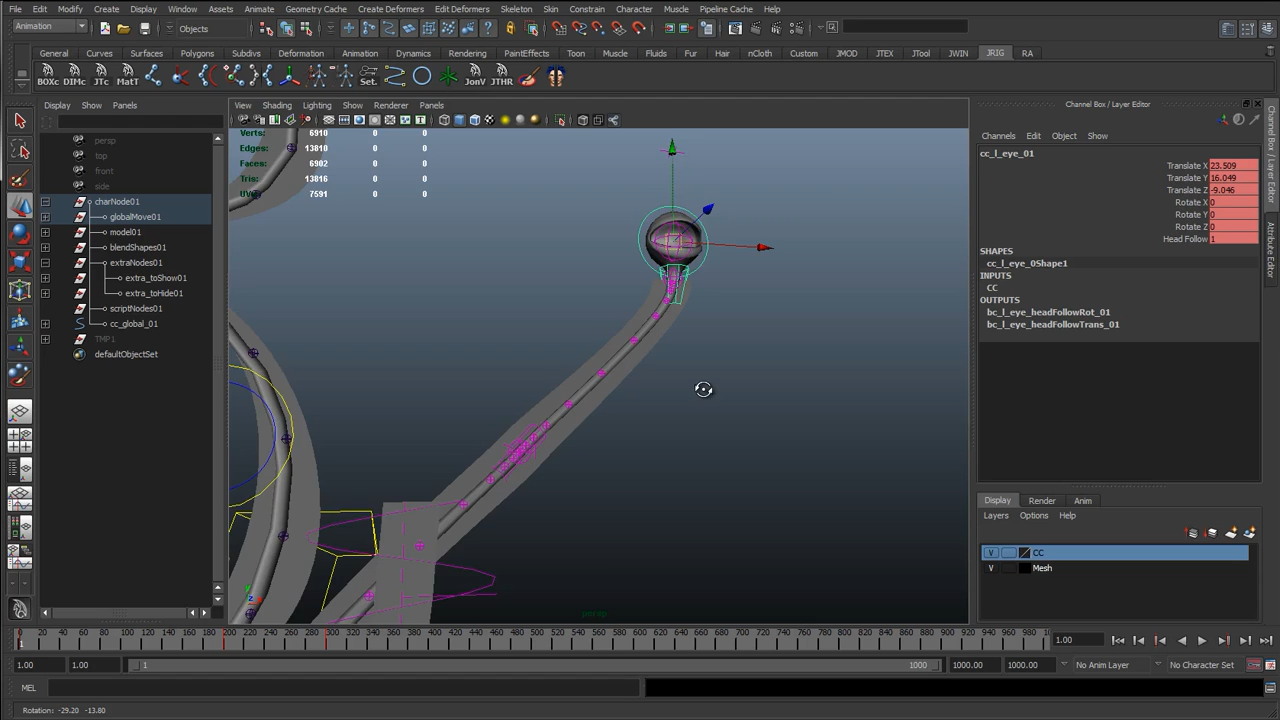 File Edit Modify Create Display Window Assets Animate Geometry Cache Create Deformers Edit Deformers Skeleton Skin Constrain Character Muscle Pipeline Cache Help
Animation Objects
General Curves Surfaces Polygons Subdivs Deformation Animation Dynamics Rendering PaintEffects Toon Muscle Fluids Fur Hair nCloth Custom JMOD JTEX JTool JWIN JRIG RA
BOXc DIMc JTc MatT Set. JonV JTHR
Display Show Panels
persp
top
front
side
charNode01
globalMove01
model01
blendShapes01
extraNodes01
extra_toShow01
extra_toHide01
scriptNodes01
cc_global_01
TMP1
defaultObjectSet
View Shading Lighting Show Renderer Panels
Verts: 6910 0 0
Edges: 13810 0 0
Faces: 6902 0 0
Tris: 13816 0 0
UVs: 7591 0 0
persp
Channel Box / Layer Editor
Channels Edit Object Show
cc_l_eye_01
Translate X 23.509
Translate Y 16.049
Translate Z -9.046
Rotate X 0
Rotate Y 0
Rotate Z 0
Head Follow 1
SHAPES
cc_l_eye_0Shape1
INPUTS
CC
OUTPUTS
bc_l_eye_headFollowRot_01
bc_l_eye_headFollowTrans_01
Display Render Anim
Layers Options Help
V CC
V Mesh
Channel Box / Layer Editor
Attribute Editor
0 20 40 60 80 100 120 140 160 180 200 220 240 260 280 300 320 340 360 380 400 420 440 460 480 500 520 540 560 580 600 620 640 660 680 700 720 740 760 780 800 820 840 860 880 900 920 940 960 980 1.00
1
1.00 1.00 1 1000 1000.00 1000.00 No Anim Layer No Character Set
MEL
Rotation: -29.20 -13.80